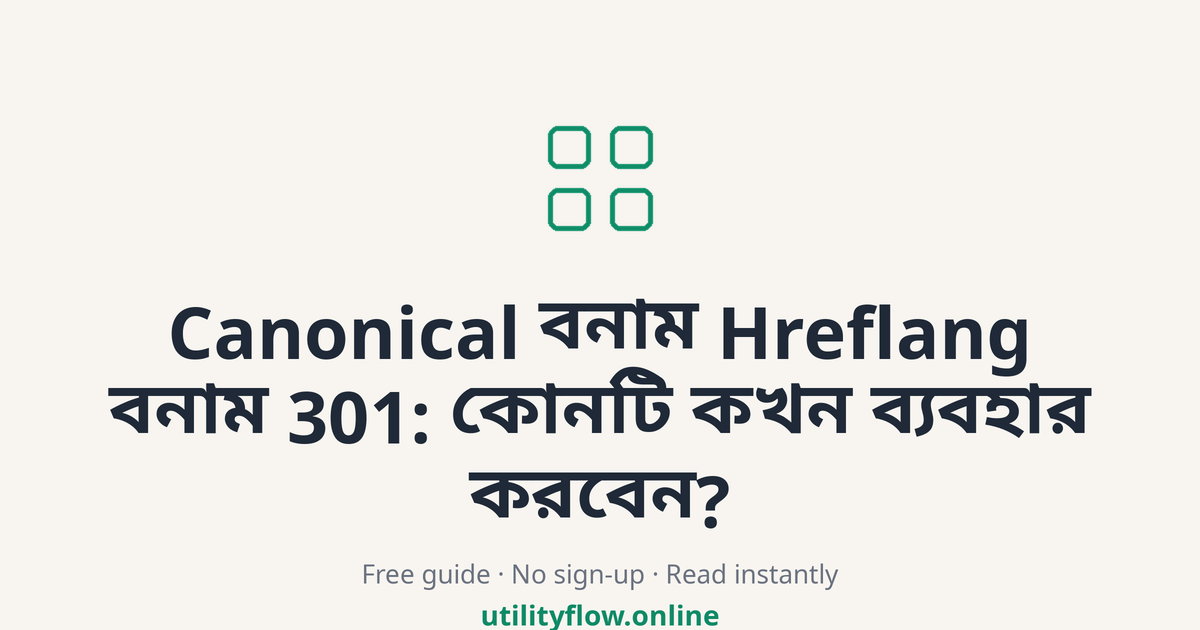 Canonical বনাম Hreflang
বনাম 301: কোনটি কখন ব্যবহার
করবেন?
Free guide · No sign-up · Read instantly
utilityflow.online